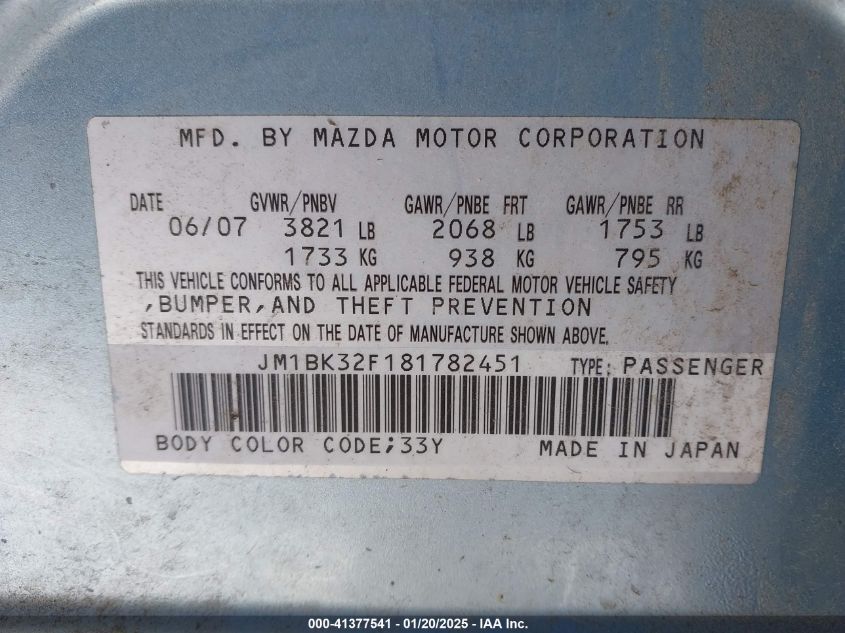 MFD. BY MAZDA MOTOR CORPORATION
DATE GVWR/PNBV GAWR/PNBE FRT GAWR/PNBE RR
06/07 3821 LB 2068 LB 1753 LB
1733 KG 938 KG 795 KG
THIS VEHICLE CONFORMS TO ALL APPLICABLE FEDERAL MOTOR VEHICLE SAFETY
,BUMPER,AND THEFT PREVENTION
STANDARDS IN EFFECT ON THE DATE OF MANUFACTURE SHOWN ABOVE.
JM1BK32F181782451 TYPE: PASSENGER
BODY COLOR CODE;33Y MADE IN JAPAN
000-41377541 - 01/20/2025 - IAA Inc.